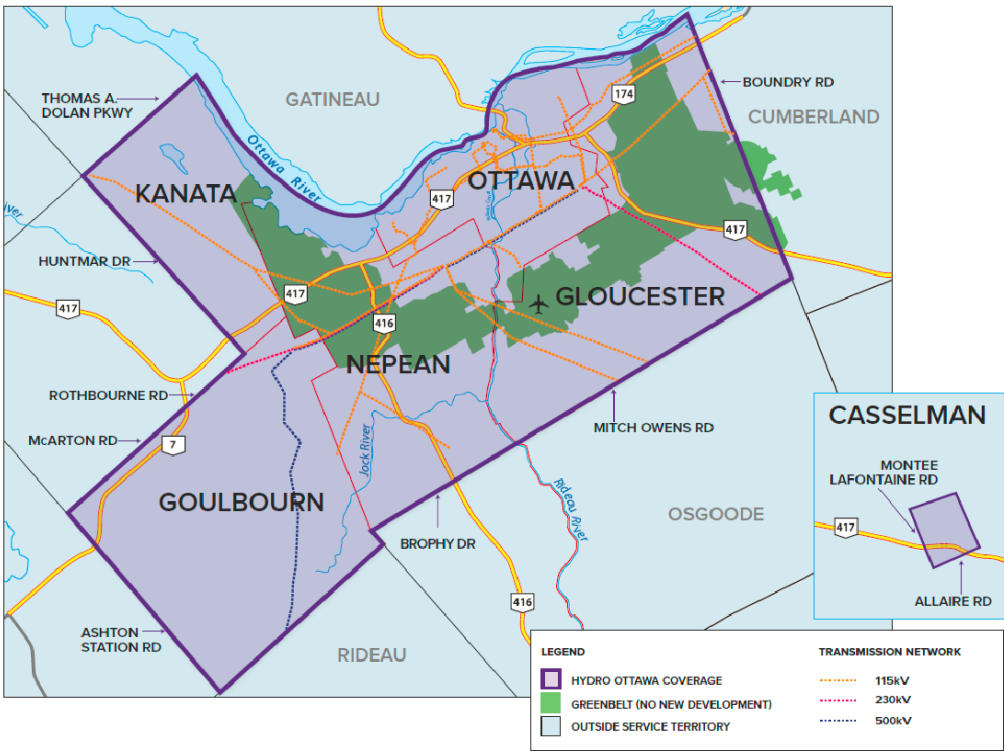 THOMAS A.
DOLAN PKWY
GATINEAU
174
BOUNDRY RD
CUMBERLAND
Ottawa River
KANATA
OTTAWA
417
417
HUNTMAR DR
417
417
GLOUCESTER
416
NEPEAN
ROTHBOURNE RD
McARTON RD
7
MITCH OWENS RD
Jock River
GOULBOURN
Rideau River
OSGOODE
BROPHY DR
416
ASHTON
STATION RD
RIDEAU
CASSELMAN
MONTEE
LAFONTAINE RD
417
ALLAIRE RD
LEGEND
HYDRO OTTAWA COVERAGE
GREENBELT (NO NEW DEVELOPMENT)
OUTSIDE SERVICE TERRITORY
TRANSMISSION NETWORK
115kV
230kV
500kV